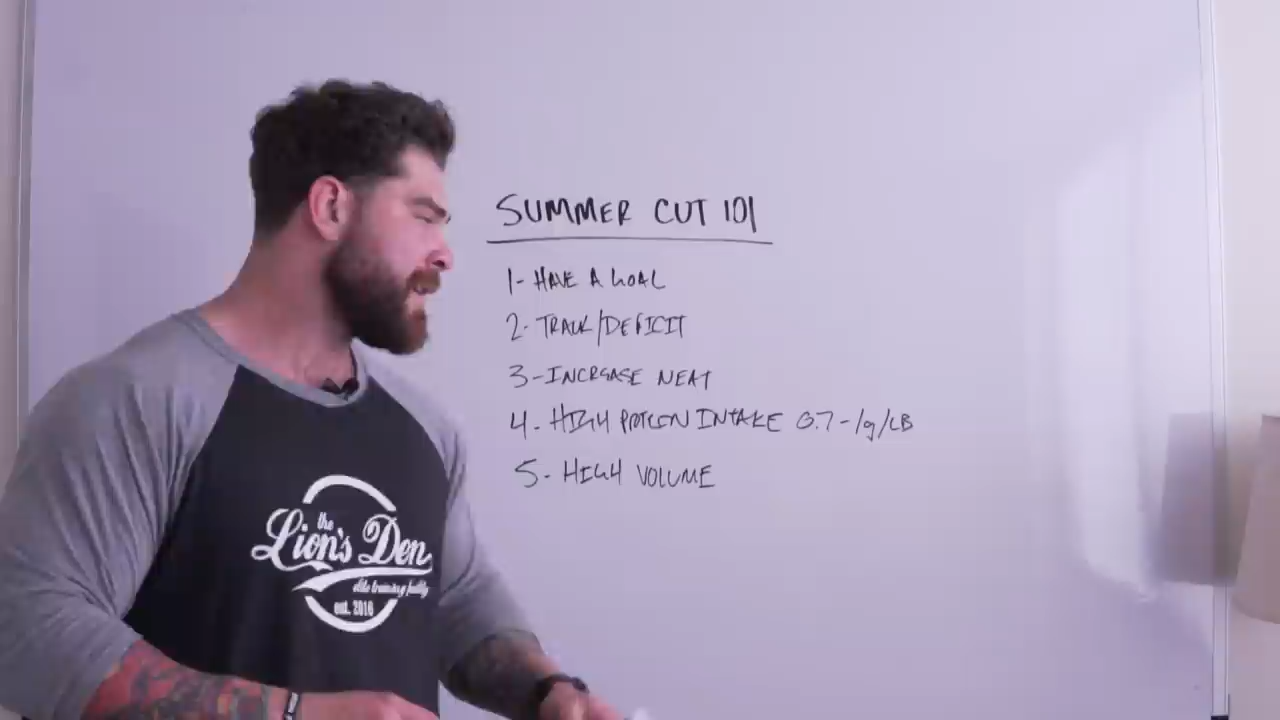 SUMMER CUT 101
1- HAVE A GOAL
2- TRACK/DEFICIT
3- INCREASE NEAT
4- HIGH PROTEIN INTAKE 0.7-1g/LB
5- HIGH VOLUME
the
Lion's Den
elite training facility
est. 2016